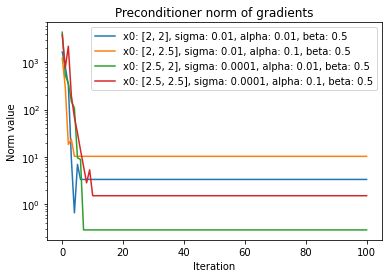 Preconditioner norm of gradients
x0: [2, 2], sigma: 0.01, alpha: 0.01, beta: 0.5
x0: [2, 2.5], sigma: 0.01, alpha: 0.1, beta: 0.5
x0: [2.5, 2], sigma: 0.0001, alpha: 0.01, beta: 0.5
x0: [2.5, 2.5], sigma: 0.0001, alpha: 0.1, beta: 0.5
Norm value
10³
10²
10¹
10⁰
0 20 40 60 80 100
Iteration